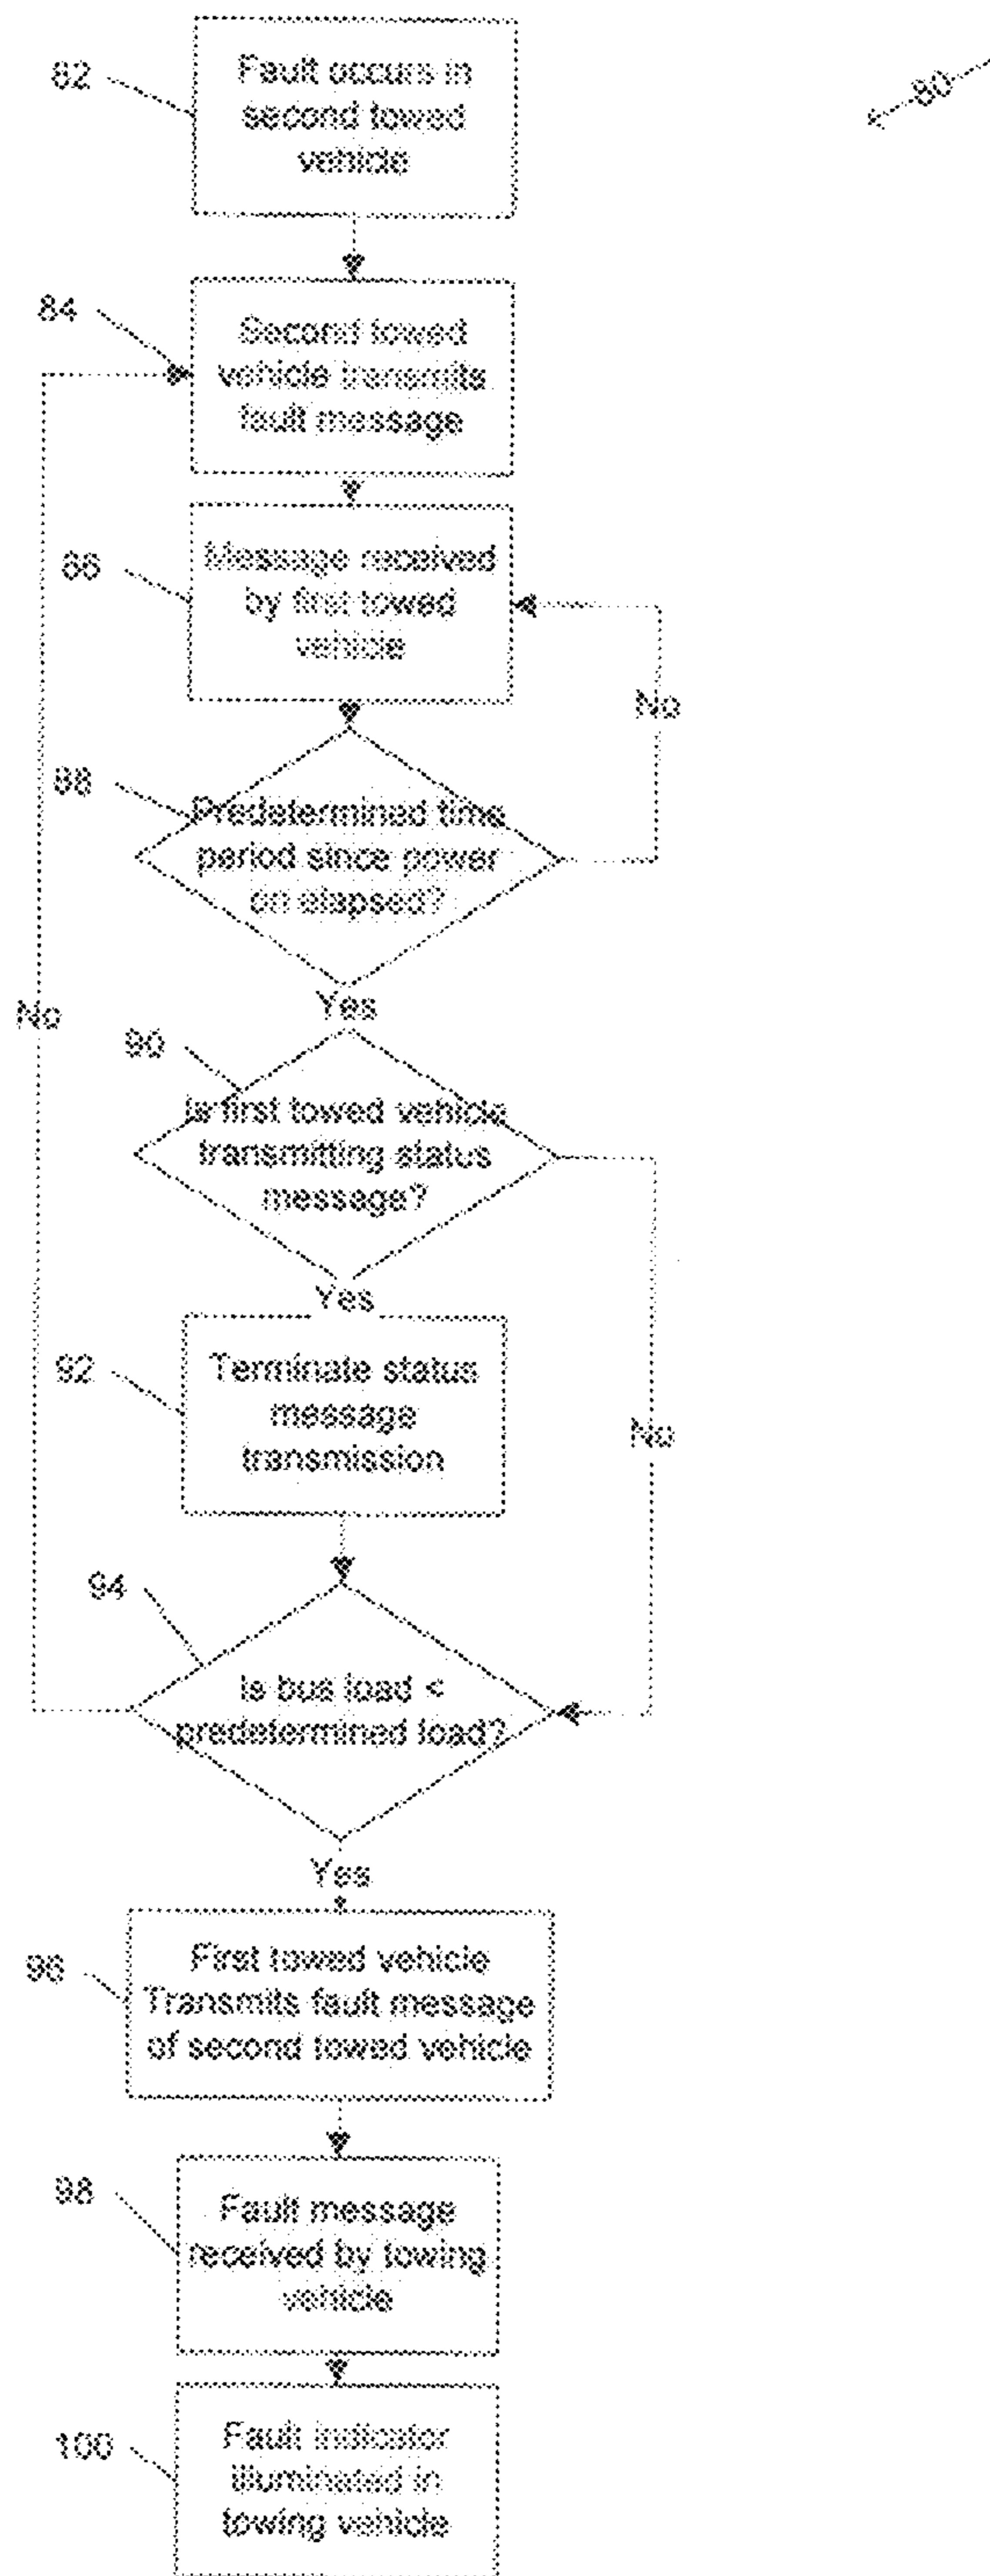 80
82
Fault occurs in
second towed
vehicle
84
Second towed
vehicle transmits
fault message
86
Message received
by first towed
vehicle
No
88
Predetermined time
period since power
on elapsed?
Yes
No
90
Is first towed vehicle
transmitting status
message?
Yes
92
Terminate status
message
transmission
No
94
Is bus load <
predetermined load?
Yes
96
First towed vehicle
Transmits fault message
of second towed vehicle
98
Fault message
received by towing
vehicle
100
Fault indicator
illuminated in
towing vehicle